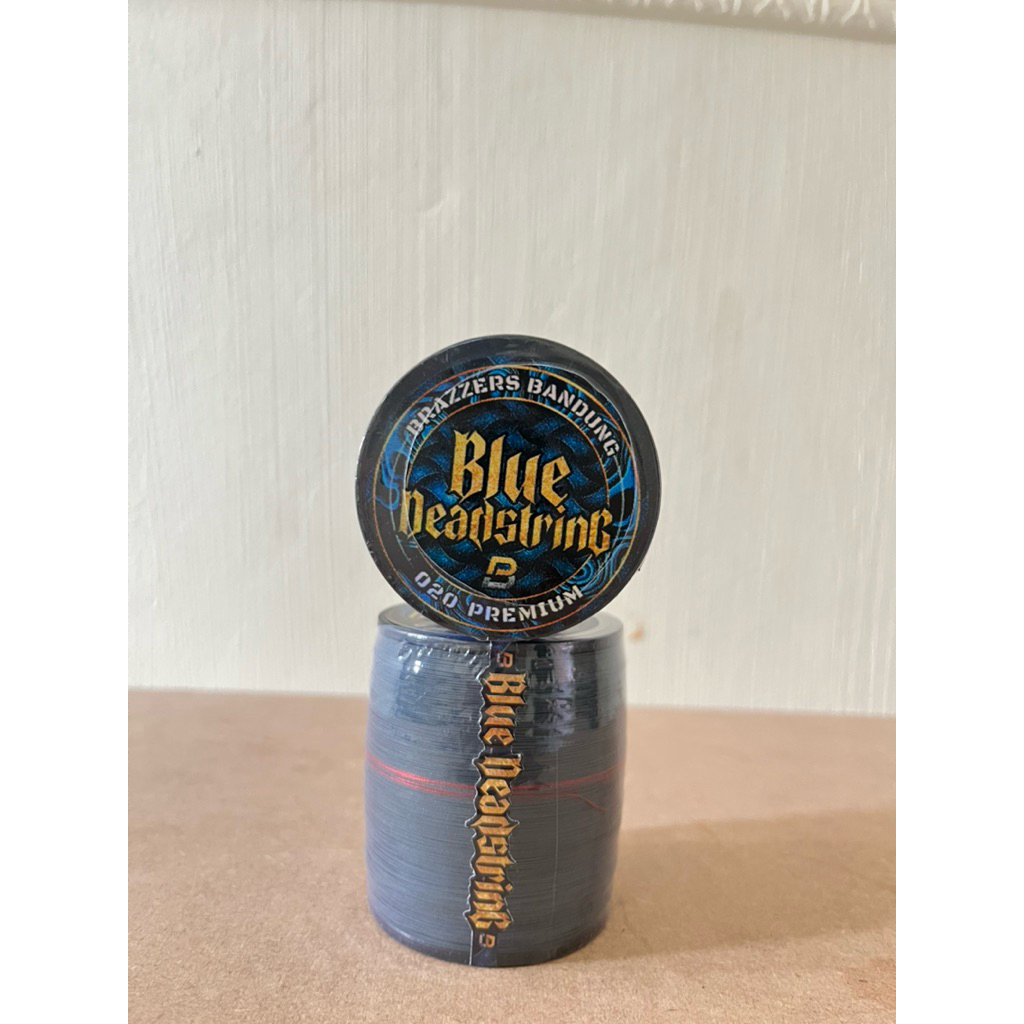 BRAZZERS BANDUNG
Blue
DeadstrinG
B
020 PREMIUM
B Blue DeadstrinG B